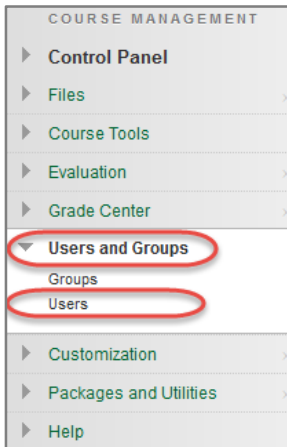 COURSE MANAGEMENT
Control Panel
Files
Course Tools
Evaluation
Grade Center
Users and Groups
Groups
Users
Customization
Packages and Utilities
Help